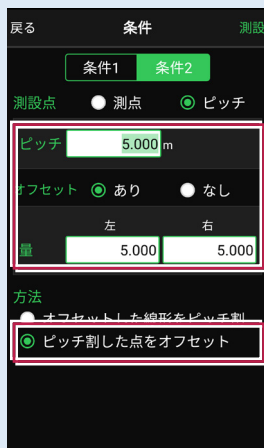 戻る 条件 測設
条件1 条件2
測設点 測点 ピッチ
ピッチ 5.000 m
オフセット あり なし
左 右
量 5.000 5.000
方法
オフセットした線形をピッチ割
ピッチ割した点をオフセット